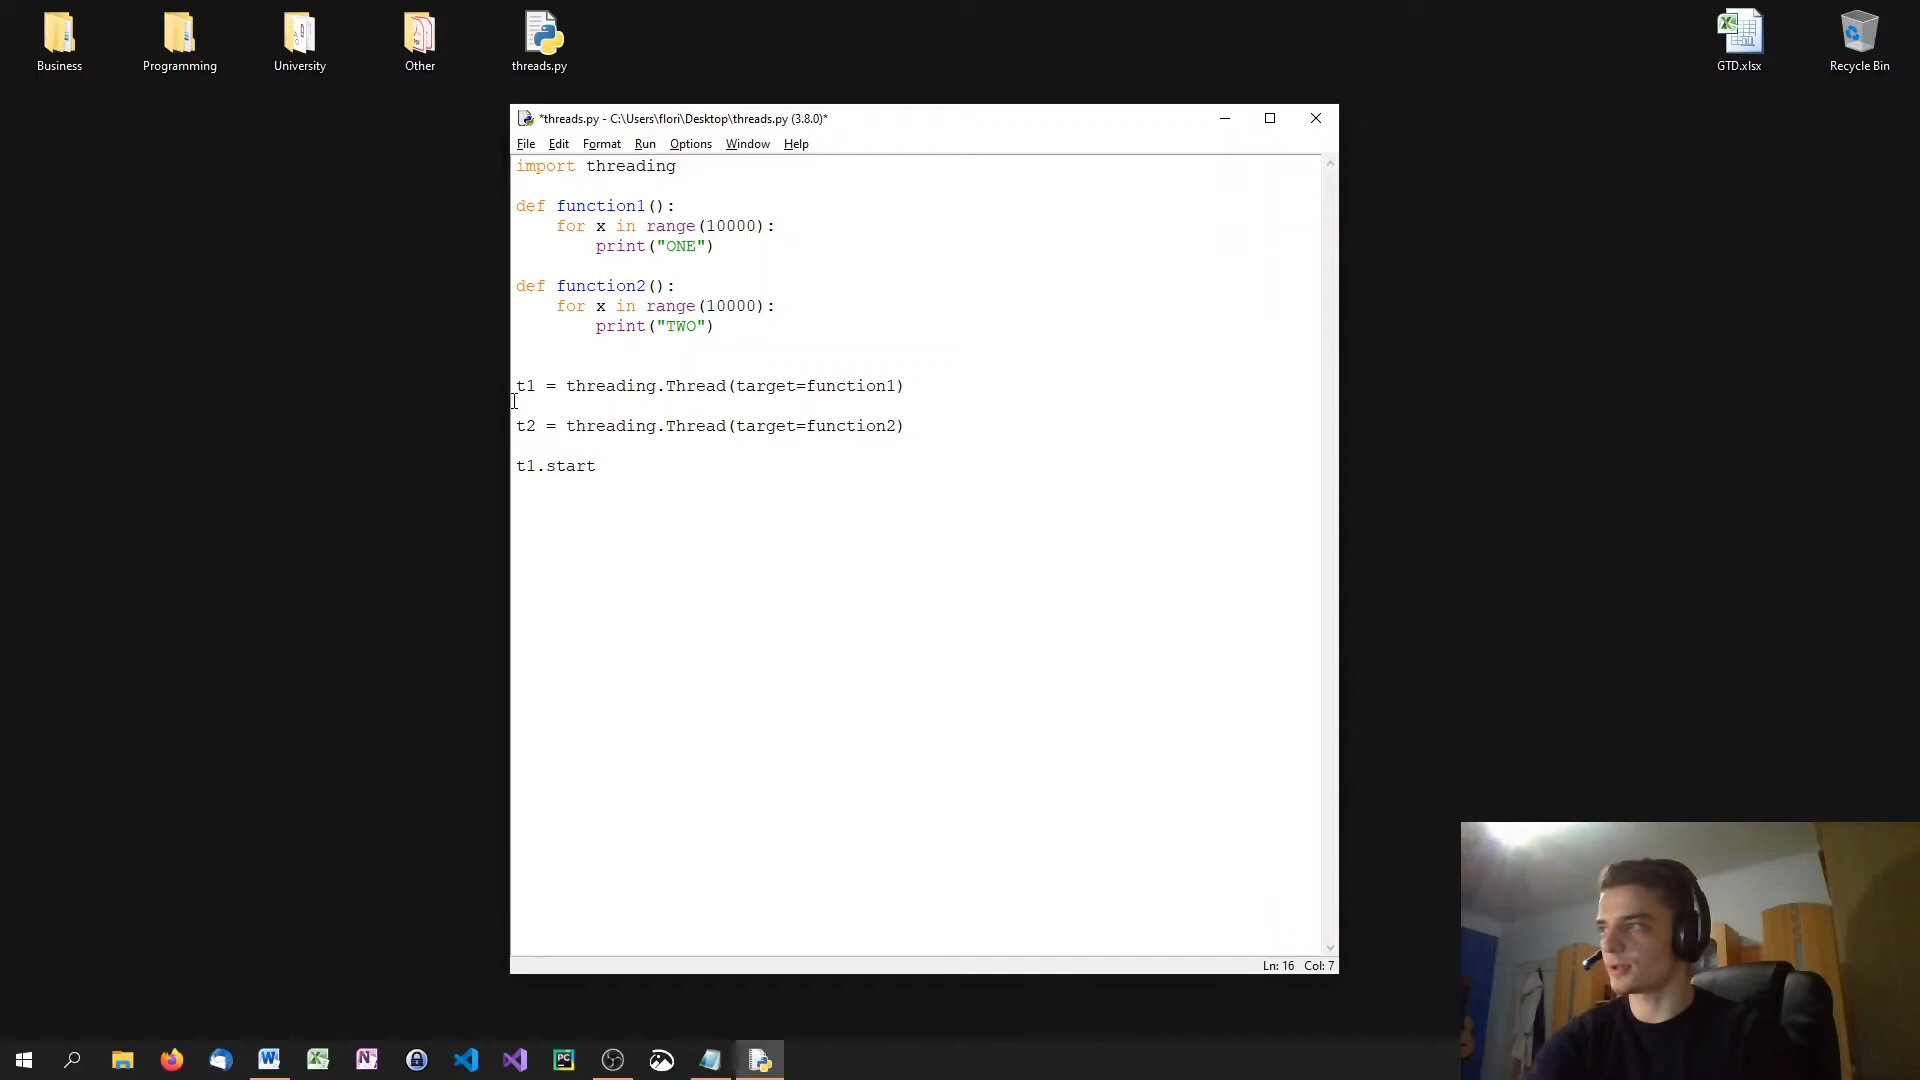 Business
Programming
University
Other
threads.py
GTD.xlsx
Recycle Bin
*threads.py - C:\Users\flori\Desktop\threads.py (3.8.0)*
File Edit Format Run Options Window Help
import threading
def function1():
    for x in range(10000):
        print("ONE")
def function2():
    for x in range(10000):
        print("TWO")
t1 = threading.Thread(target=function1)
t2 = threading.Thread(target=function2)
t1.start
Ln: 16 Col: 7